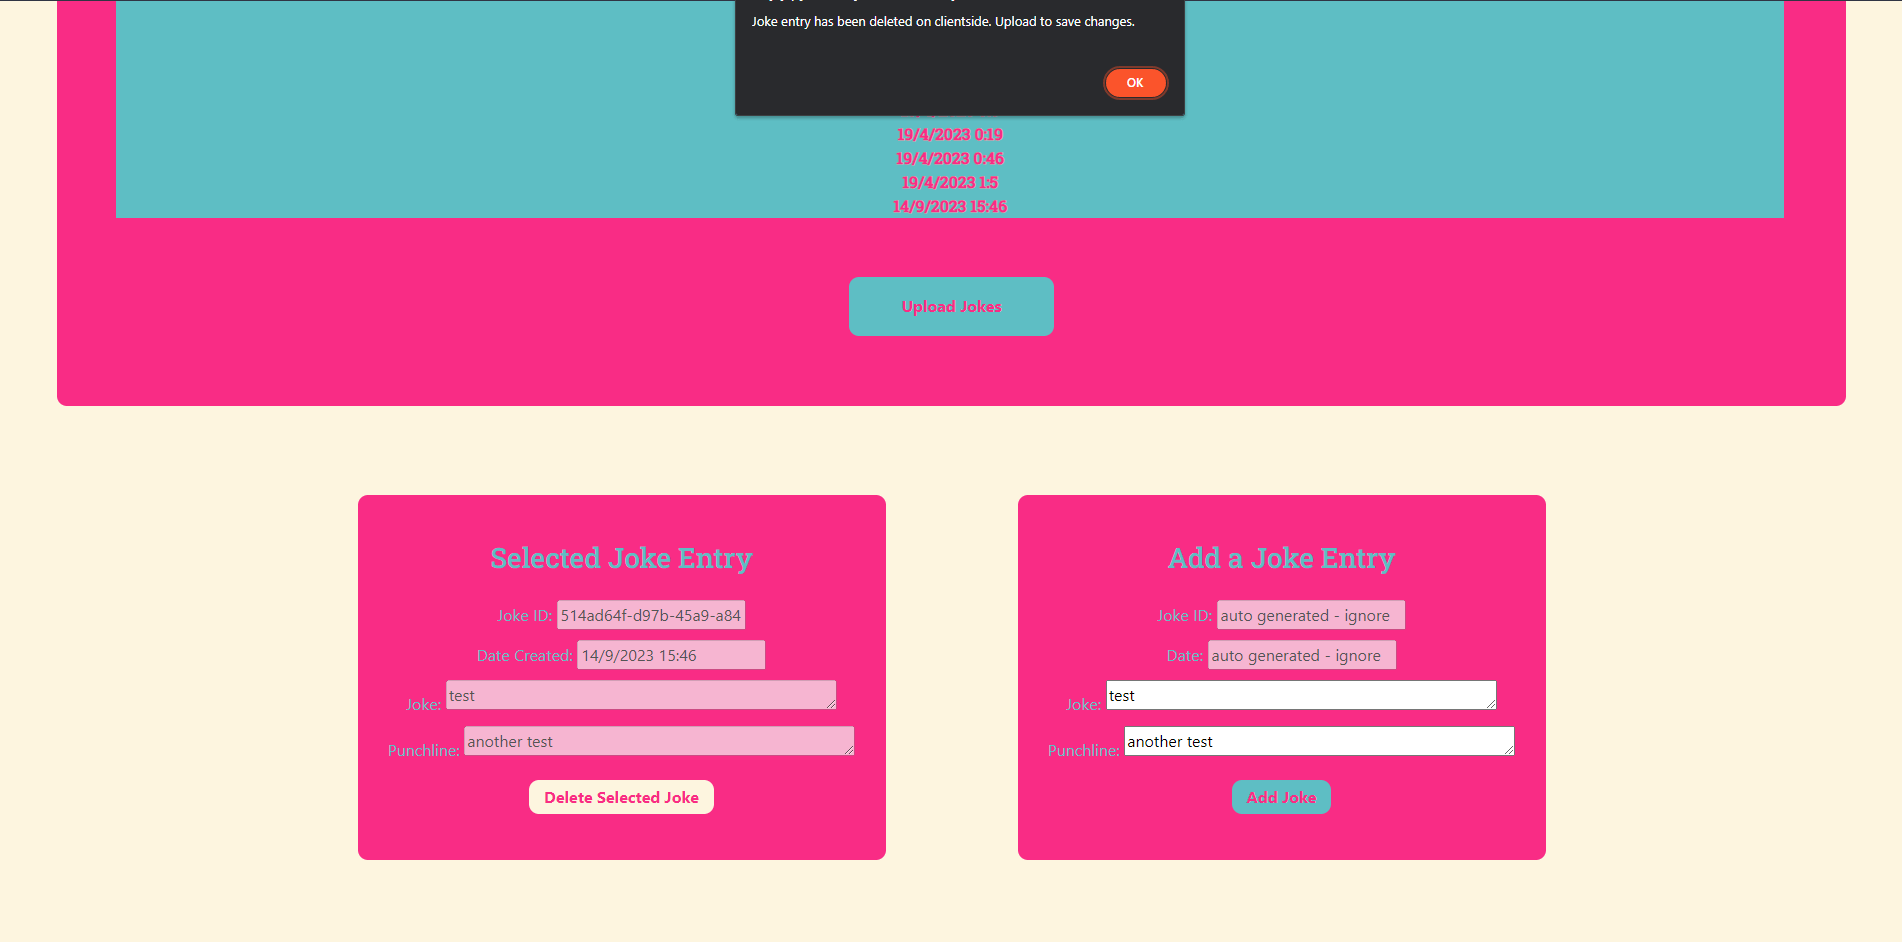 Joke entry has been deleted on clientside. Upload to save changes.
OK
19/4/2023 0:19
19/4/2023 0:46
19/4/2023 1:5
14/9/2023 15:46
Upload Jokes
Selected Joke Entry
Joke ID: 514ad64f-d97b-45a9-a84
Date Created: 14/9/2023 15:46
Joke: test
Punchline: another test
Delete Selected Joke
Add a Joke Entry
Joke ID: auto generated - ignore
Date: auto generated - ignore
Joke: test
Punchline: another test
Add Joke